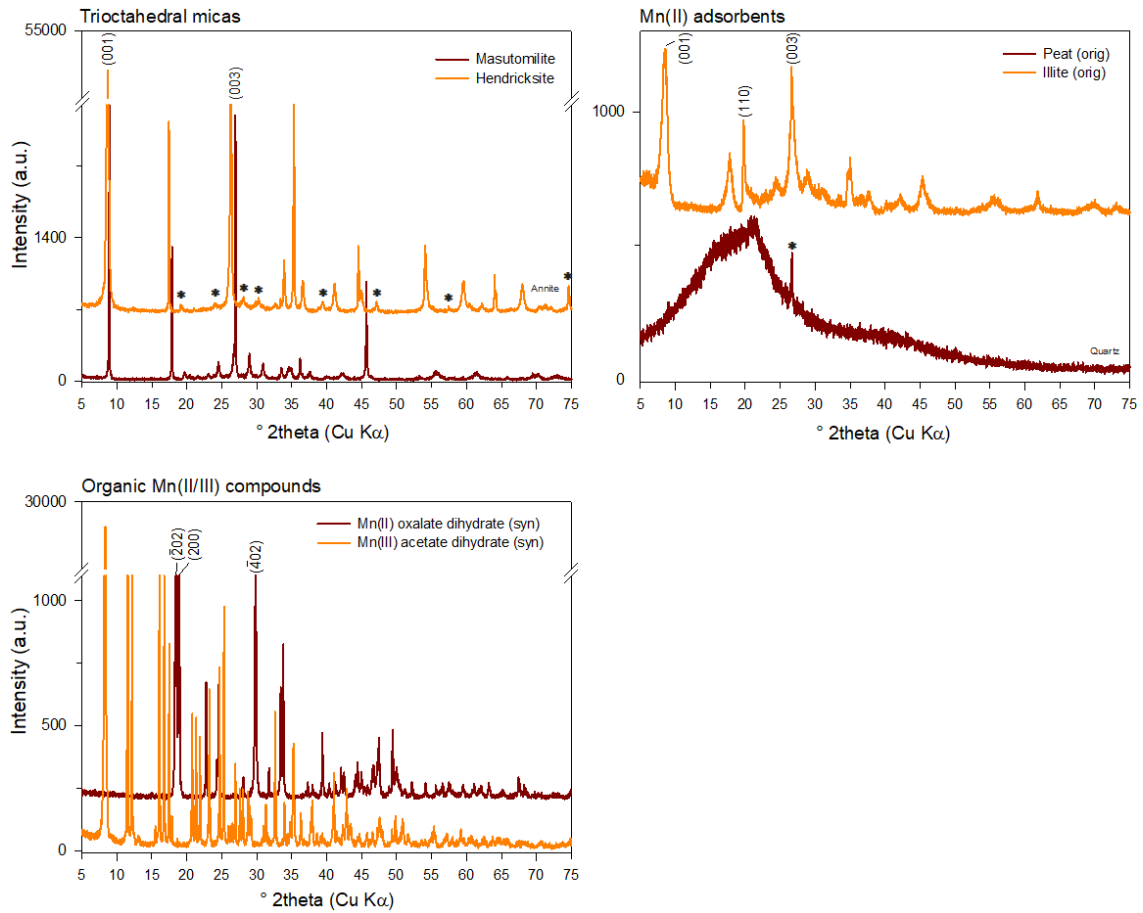 Trioctahedral micas
55000
(001)
(003)
Masutomilite
Hendricksite
1400
Intensity (a.u.)
* * * * * * * Annite *
0
5 10 15 20 25 30 35 40 45 50 55 60 65 70 75
° 2theta (Cu Kα)
Mn(II) adsorbents
(001)
(003)
Peat (orig)
Illite (orig)
1000
(110)
*
Quartz
0
5 10 15 20 25 30 35 40 45 50 55 60 65 70 75
° 2theta (Cu Kα)
Organic Mn(II/III) compounds
30000
(2̅02)
(200)
(4̅02)
Mn(II) oxalate dihydrate (syn)
Mn(III) acetate dihydrate (syn)
1000
Intensity (a.u.)
500
0
5 10 15 20 25 30 35 40 45 50 55 60 65 70 75
° 2theta (Cu Kα)